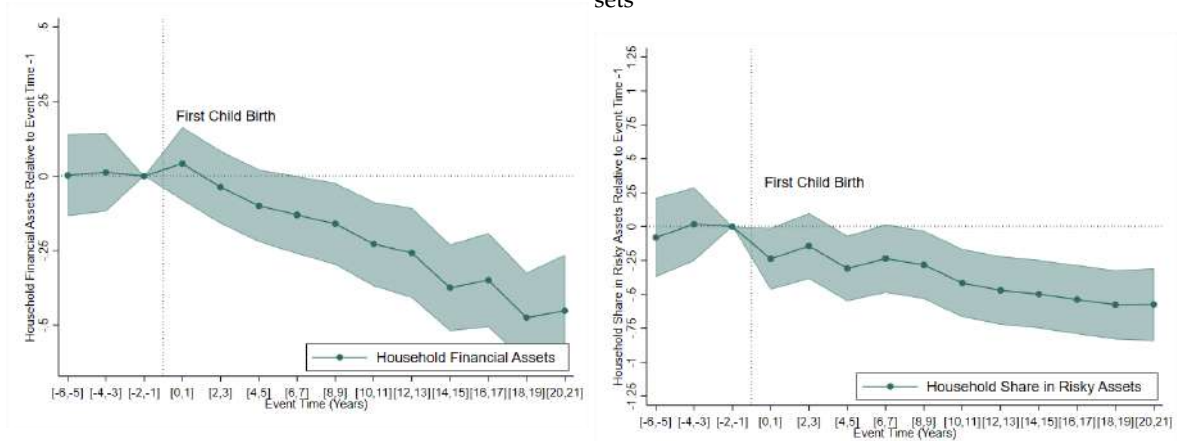 sets
Household Financial Assets Relative to Event Time -1
.5
.25
0
-.25
-.5
First Child Birth
Household Financial Assets
[-6,-5] [-4,-3] [-2,-1] [0,1] [2,3] [4,5] [6,7] [8,9] [10,11][12,13][14,15][16,17][18,19][20,21]
Event Time (Years)
Household Share in Risky Assets Relative to Event Time -1
1.25
1
.75
.5
.25
0
-.25
-.5
-.75
-1
-1.25
First Child Birth
Household Share in Risky Assets
[-6,-5] [-4,-3] [-2,-1] [0,1] [2,3] [4,5] [6,7] [8,9] [10,11][12,13][14,15][16,17][18,19][20,21]
Event Time (Years)